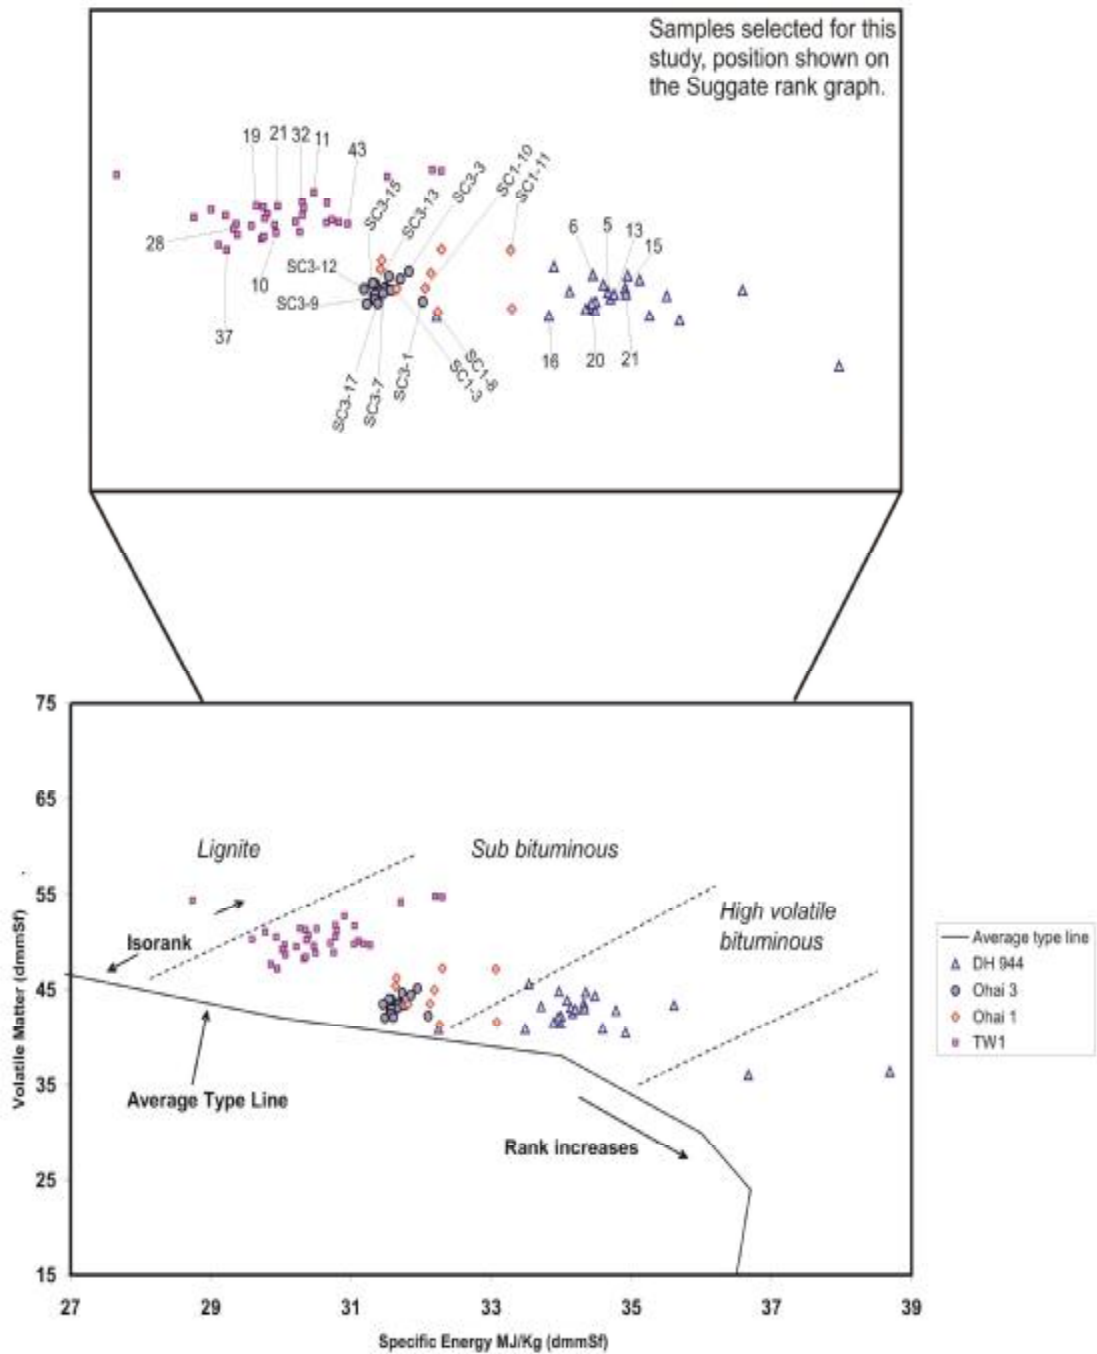 Samples selected for this
study, position shown on
the Suggate rank graph.
19 21 32 11
43
SC3-15
SC3-13
SC3-3
SC1-10
SC1-11
28
SC3-12
SC3-9
10
37
6 5 13
15
16 20 21
SC3-17
SC3-7
SC3-1
SC1-3
SC1-8
75
65
55
45
35
25
15
Volatile Matter (dmmSf)
Lignite
Sub bituminous
High volatile
bituminous
Isorank
Average Type Line
Rank increases
27 29 31 33 35 37 39
Specific Energy MJ/Kg (dmmSf)
Average type line
DH 944
Ohai 3
Ohai 1
TW1